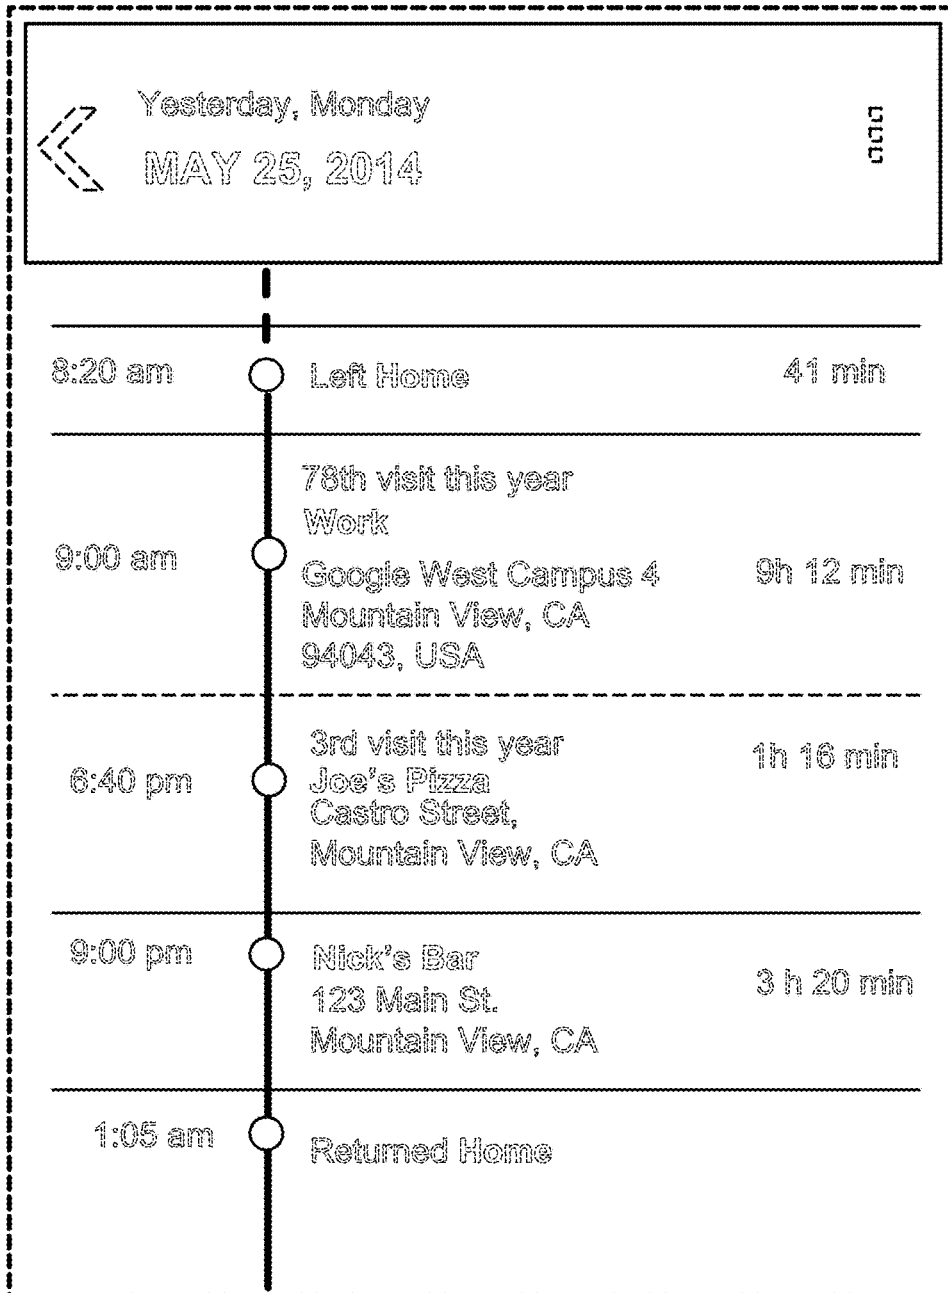 Yesterday, Monday
MAY 25, 2014
8:20 am
Left Home
41 min
78th visit this year
Work
9:00 am
Google West Campus 4
9h 12 min
Mountain View, CA
94043, USA
3rd visit this year
1h 16 min
6:40 pm
Joe's Pizza
Castro Street,
Mountain View, CA
9:00 pm
Nick's Bar
3 h 20 min
123 Main St.
Mountain View, CA
1:05 am
Returned Home